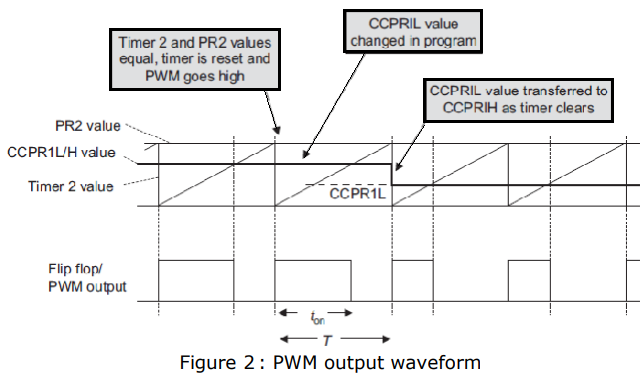 Timer 2 and PR2 values
equal, timer is reset and
PWM goes high
CCPRIL value
changed in program
CCPRIL value transferred to
CCPRIH as timer clears
PR2 value
CCPR1L/H value
Timer 2 value
CCPR1L
Flip flop/
PWM output
ton
T
Figure 2 : PWM output waveform